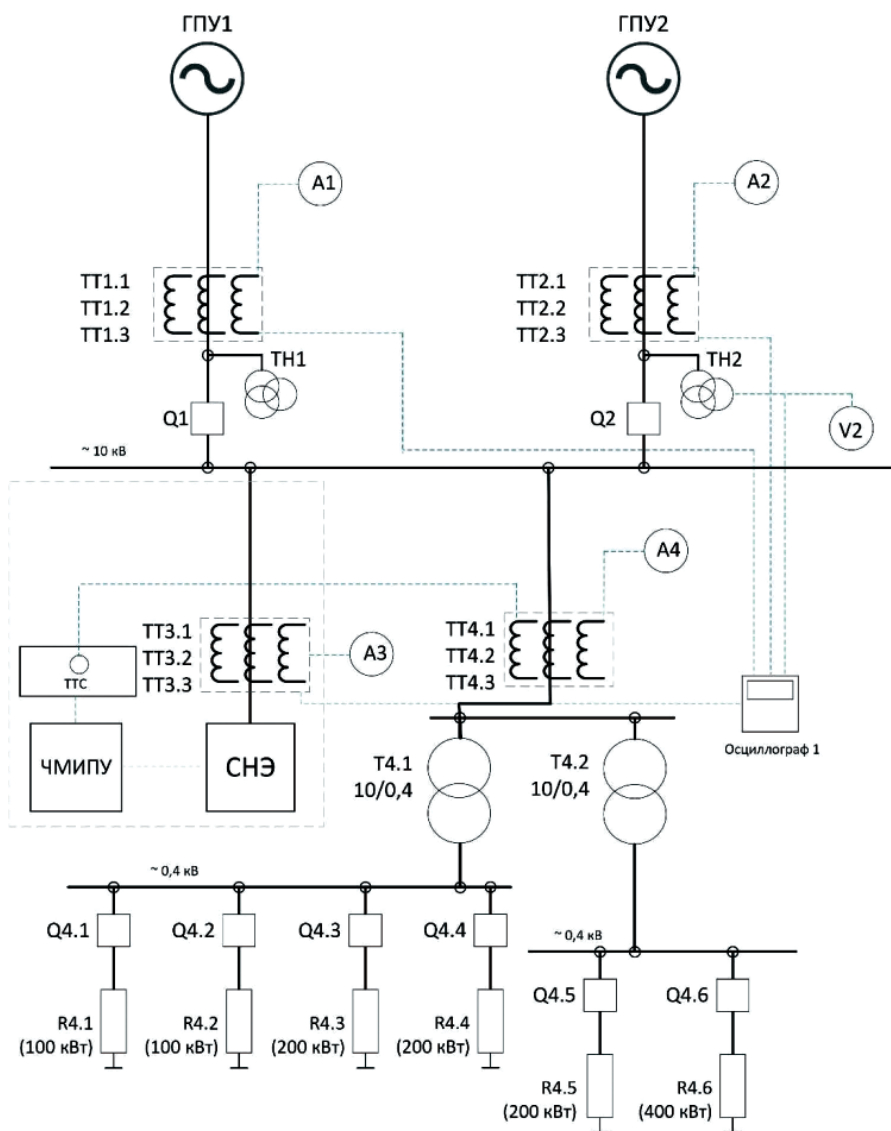 ГПУ1
ГПУ2
A1
A2
ТТ1.1
ТТ1.2
ТТ1.3
ТТ2.1
ТТ2.2
ТТ2.3
ТН1
ТН2
Q1
Q2
V2
~ 10 кВ
A4
ТТ3.1
ТТ3.2
ТТ3.3
A3
ТТ4.1
ТТ4.2
ТТ4.3
ТТС
ЧМИПУ
СНЭ
Осциллограф 1
Т4.1
10/0,4
Т4.2
10/0,4
~ 0,4 кВ
Q4.1
Q4.2
Q4.3
Q4.4
~ 0,4 кВ
Q4.5
Q4.6
R4.1
(100 кВт)
R4.2
(100 кВт)
R4.3
(200 кВт)
R4.4
(200 кВт)
R4.5
(200 кВт)
R4.6
(400 кВт)